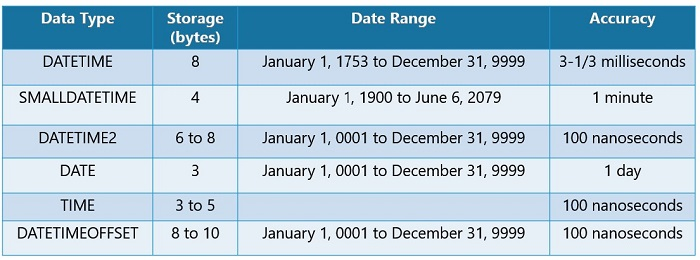 Data Type Storage (bytes) Date Range Accuracy
DATETIME 8 January 1, 1753 to December 31, 9999 3-1/3 milliseconds
SMALLDATETIME 4 January 1, 1900 to June 6, 2079 1 minute
DATETIME2 6 to 8 January 1, 0001 to December 31, 9999 100 nanoseconds
DATE 3 January 1, 0001 to December 31, 9999 1 day
TIME 3 to 5 100 nanoseconds
DATETIMEOFFSET 8 to 10 January 1, 0001 to December 31, 9999 100 nanoseconds